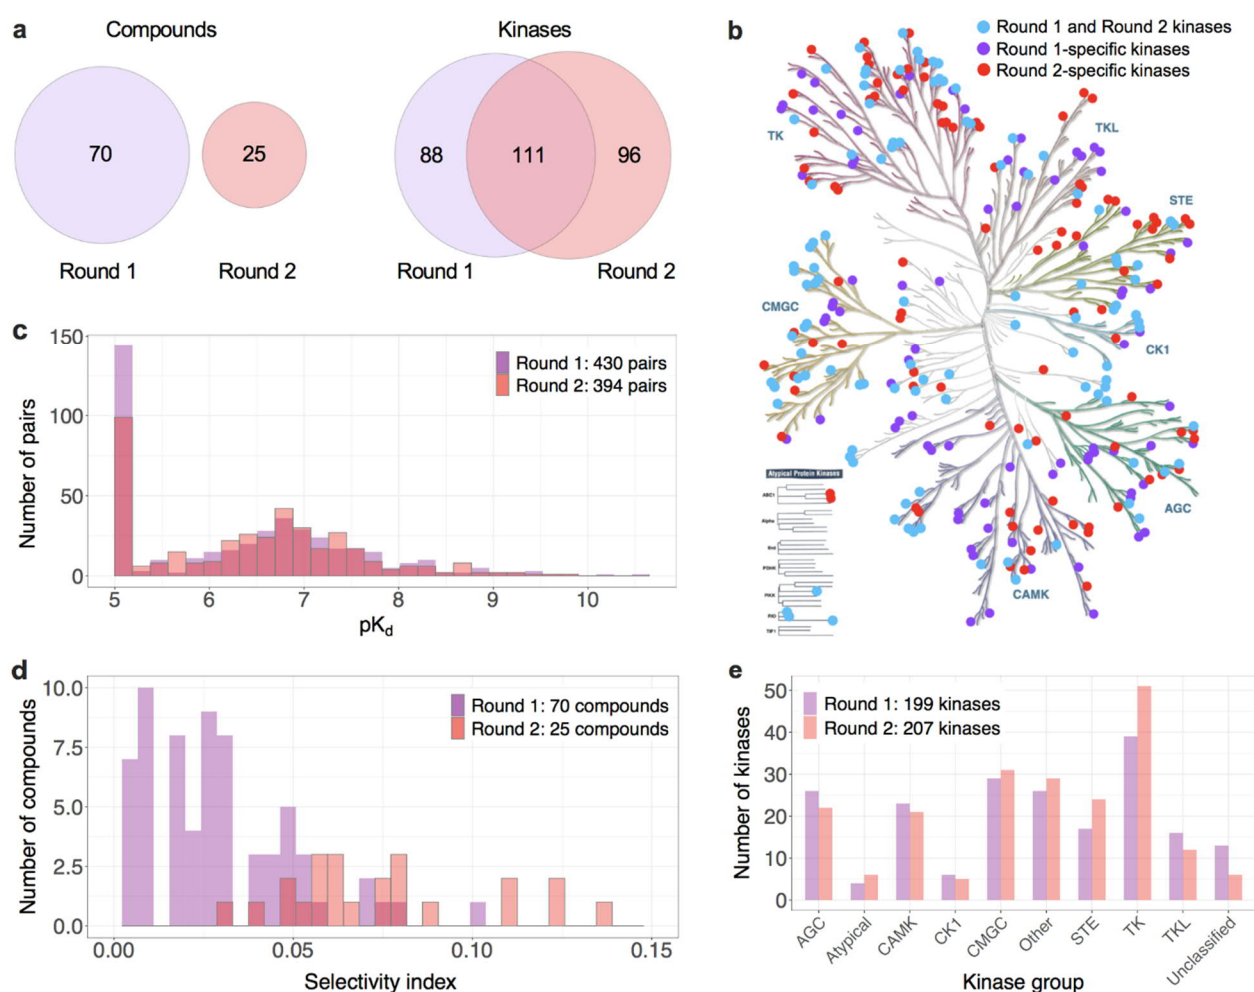 a
Compounds
Kinases
70
25
88
111
96
Round 1
Round 2
Round 1
Round 2
b
Round 1 and Round 2 kinases
Round 1-specific kinases
Round 2-specific kinases
TK
TKL
STE
CMGC
CK1
AGC
CAMK
Atypical Protein Kinases
ABC1
Alpha
PDHK
PIKK
RIO
TIF1
c
Number of pairs
150
100
50
0
Round 1: 430 pairs
Round 2: 394 pairs
5 6 7 8 9 10
pKd
d
Number of compounds
10.0
7.5
5.0
2.5
0.0
Round 1: 70 compounds
Round 2: 25 compounds
0.00 0.05 0.10 0.15
Selectivity index
e
Number of kinases
50
40
30
20
10
0
Round 1: 199 kinases
Round 2: 207 kinases
AGC Atypical CAMK CK1 CMGC Other STE TK TKL Unclassified
Kinase group